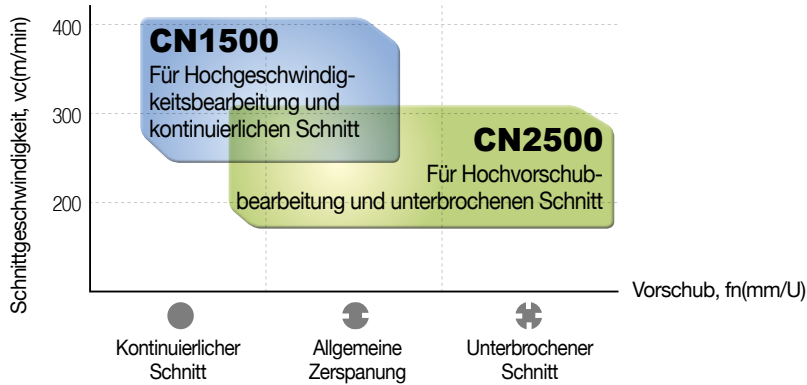 Schnittgeschwindigkeit, vc(m/min)
400
300
200
CN1500
Für Hochgeschwindig-
keitsbearbeitung und
kontinuierlichen Schnitt
CN2500
Für Hochvorschub-
bearbeitung und unterbrochenen Schnitt
Vorschub, fn(mm/U)
Kontinuierlicher
Schnitt
Allgemeine
Zerspanung
Unterbrochener
Schnitt